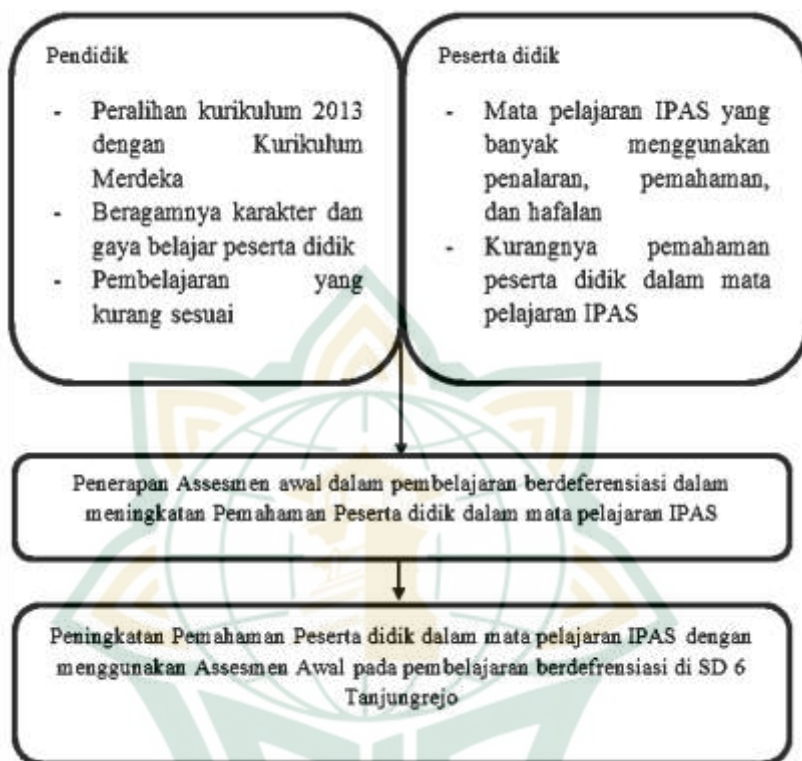 Pendidik
- Peralihan kurikulum 2013
dengan Kurikulum
Merdeka
- Beragamnya karakter dan
gaya belajar peserta didik
- Pembelajaran yang
kurang sesuai
Peserta didik
- Mata pelajaran IPAS yang
banyak menggunakan
penalaran, pemahaman,
dan hafalan
- Kurangnya pemahaman
peserta didik dalam mata
pelajaran IPAS
Penerapan Assesmen awal dalam pembelajaran berdeferensiasi dalam
meningkatan Pemahaman Peserta didik dalam mata pelajaran IPAS
Peningkatan Pemahaman Peserta didik dalam mata pelajaran IPAS dengan
menggunakan Assesmen Awal pada pembelajaran berdefrensiasi di SD 6
Tanjungrejo